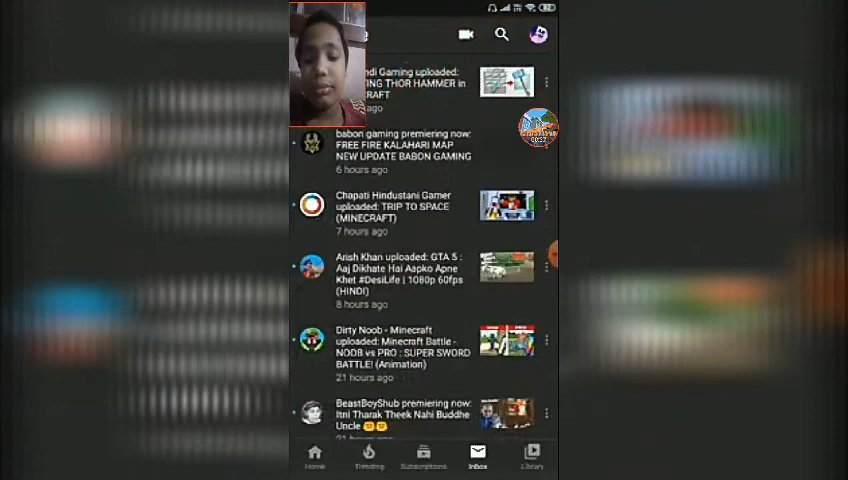 ndi Gaming uploaded:
ING THOR HAMMER in
RAFT
ago
babon gaming premiering now:
FREE FIRE KALAHARI MAP
NEW UPDATE BABON GAMING
6 hours ago
Chapati Hindustani Gamer
uploaded: TRIP TO SPACE
(MINECRAFT)
7 hours ago
Arish Khan uploaded: GTA 5 :
Aaj Dikhate Hai Aapko Apne
Khet #DesiLife | 1080p 60fps
(HINDI)
8 hours ago
Dirty Noob - Minecraft
uploaded: Minecraft Battle -
NOOB vs PRO : SUPER SWORD
BATTLE! (Animation)
21 hours ago
BeastBoyShub premiering now:
Itni Tharak Theek Nahi Buddhe
Uncle
21 hours ago
Home
Trending
Subscriptions
Inbox
Library